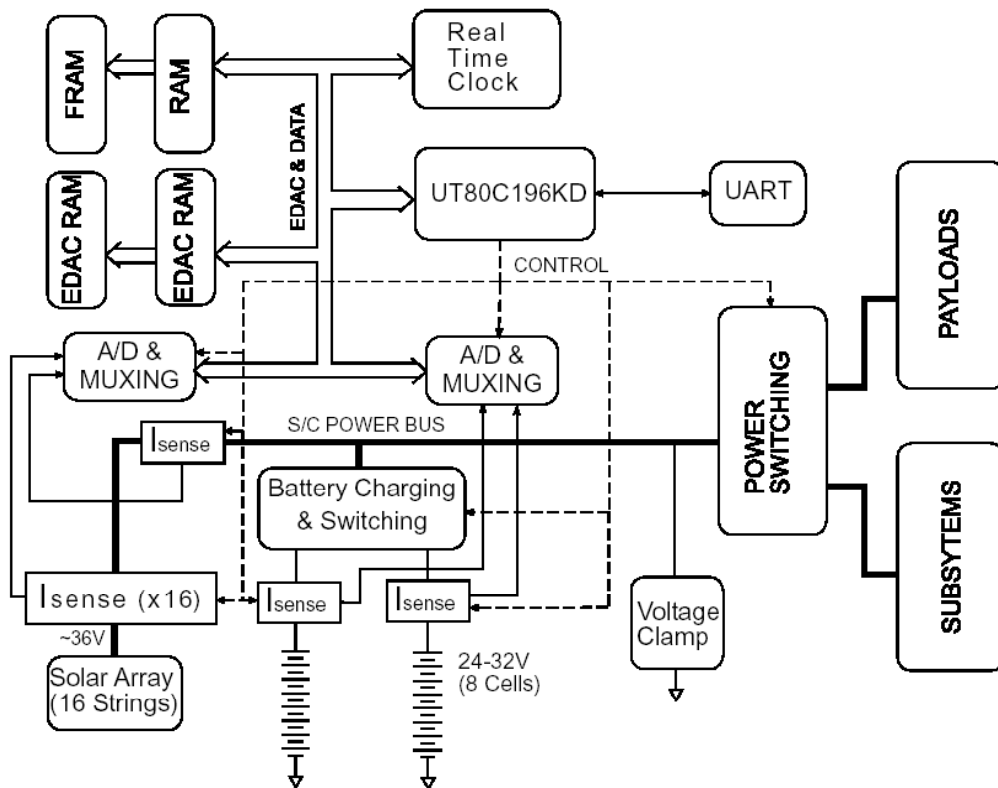 FRAM
RAM
Real
Time
Clock
EDAC & DATA
EDAC RAM
EDAC RAM
UT80C196KD
UART
PAYLOADS
CONTROL
A/D &
MUXING
A/D &
MUXING
POWER
SWITCHING
S/C POWER BUS
Isense
Battery Charging
& Switching
SUBSYTEMS
Isense (x16)
Isense
Isense
Voltage
Clamp
~36V
Solar Array
(16 Strings)
24-32V
(8 Cells)